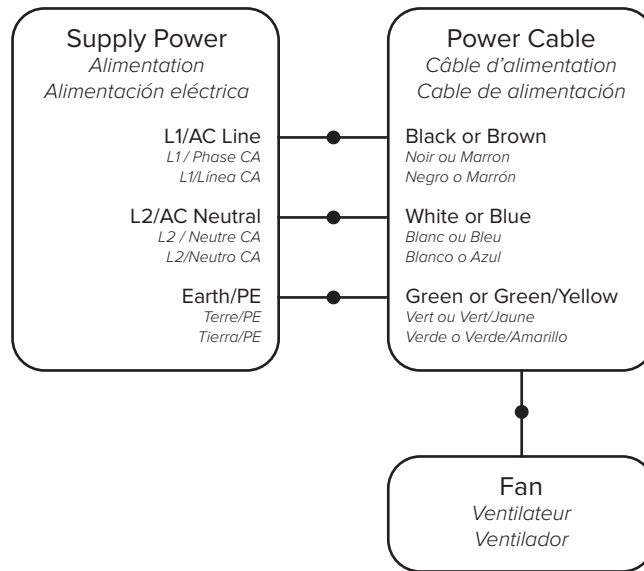 Supply Power
Alimentation
Alimentación eléctrica
L1/AC Line
L1 / Phase CA
L1/Línea CA
L2/AC Neutral
L2 / Neutre CA
L2/Neutro CA
Earth/PE
Terre/PE
Tierra/PE
Power Cable
Câble d’alimentation
Cable de alimentación
Black or Brown
Noir ou Marron
Negro o Marrón
White or Blue
Blanc ou Bleu
Blanco o Azul
Green or Green/Yellow
Vert ou Vert/Jaune
Verde o Verde/Amarillo
Fan
Ventilateur
Ventilador